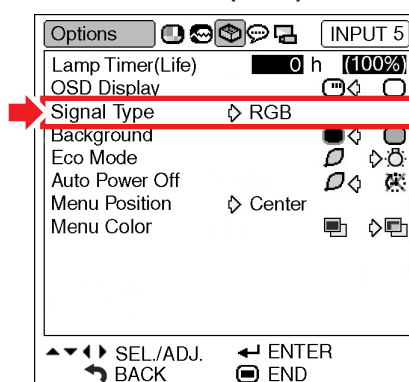 Options INPUT 5
Lamp Timer(Life) 0 h (100%)
OSD Display
Signal Type RGB
Background
Eco Mode
Auto Power Off
Menu Position Center
Menu Color
SEL./ADJ. ENTER
BACK END